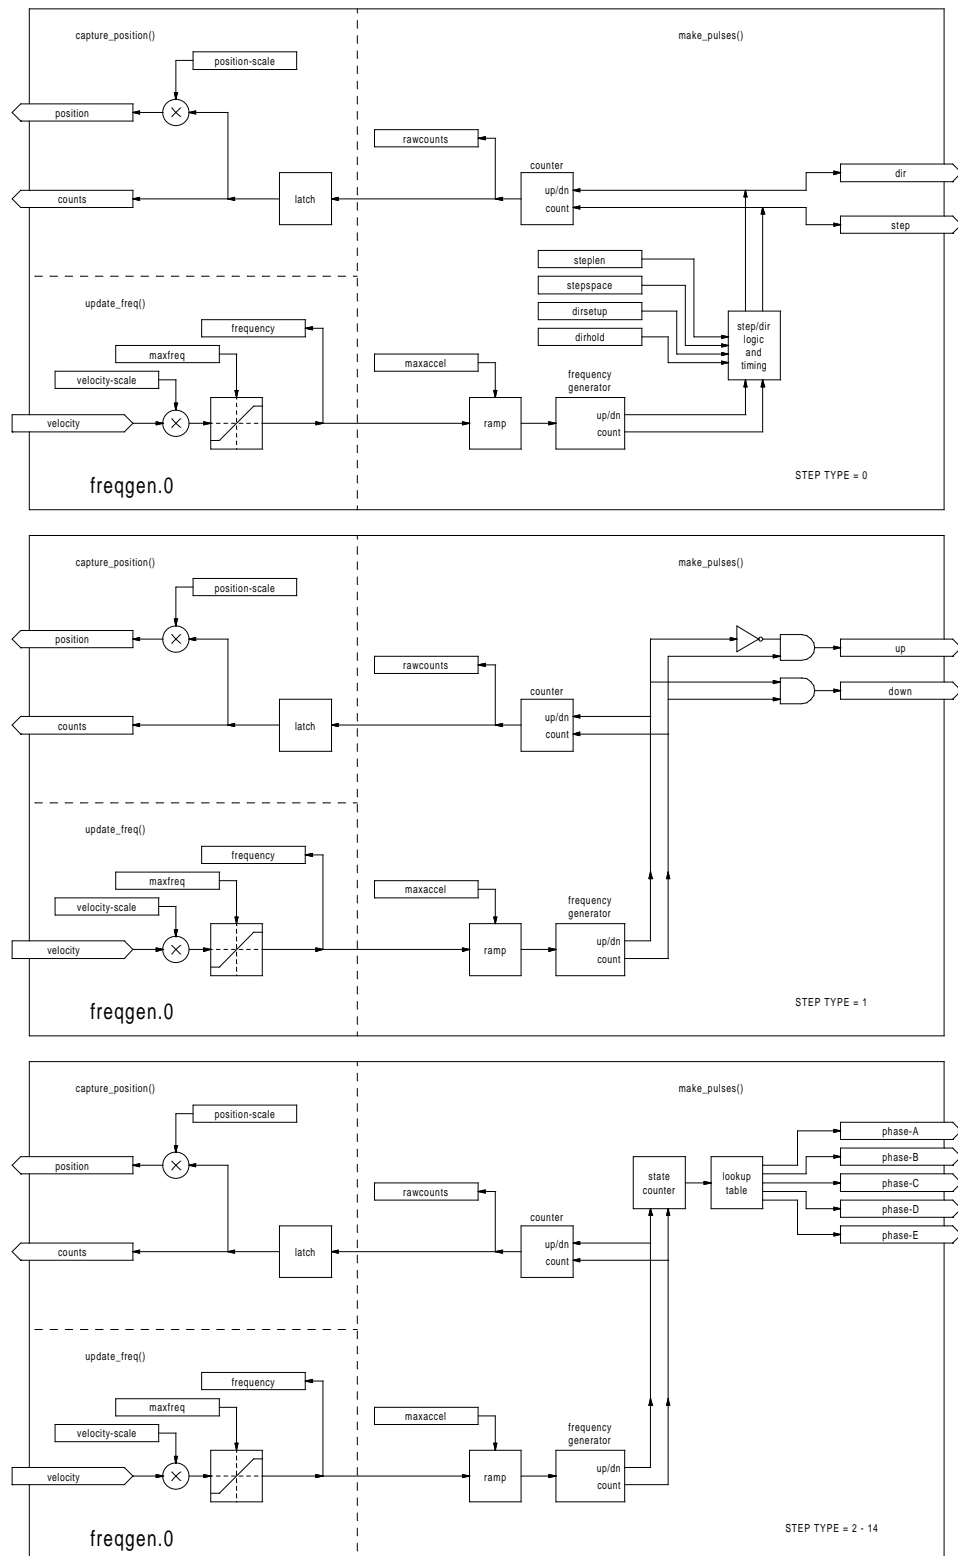 capture_position()
make_pulses()
position-scale
position
rawcounts
counter
dir
up/dn
counts
latch
count
step
steplen
stepspace
update_freq()
dirsetup
frequency
step/dir
logic
and
timing
dirhold
maxfreq
maxaccel
frequency
generator
velocity-scale
up/dn
velocity
ramp
count
freqgen.0
STEP TYPE = 0
capture_position()
make_pulses()
position-scale
position
up
rawcounts
counter
down
up/dn
counts
latch
count
update_freq()
frequency
maxfreq
maxaccel
frequency
generator
velocity-scale
up/dn
velocity
ramp
count
freqgen.0
STEP TYPE = 1
capture_position()
make_pulses()
position-scale
phase-A
position
state
counter
lookup
table
phase-B
rawcounts
phase-C
phase-D
counter
phase-E
up/dn
counts
latch
count
update_freq()
frequency
maxfreq
maxaccel
frequency
generator
velocity-scale
up/dn
velocity
ramp
count
freqgen.0
STEP TYPE = 2 - 14